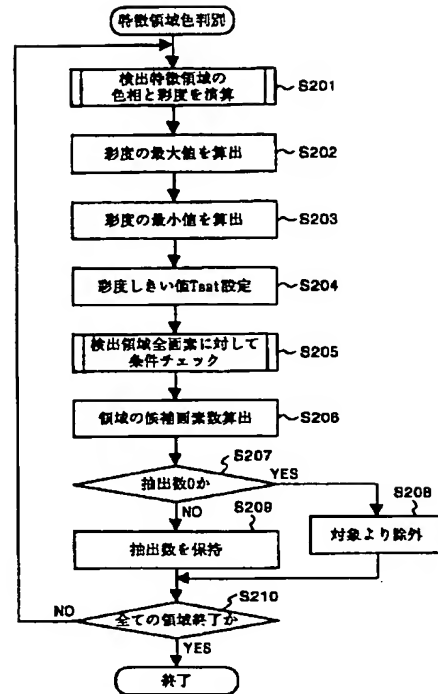 特徴領域色判別
検出特徴領域の
色相と彩度を演算
S201
彩度の最大値を算出
S202
彩度の最小値を算出
S203
彩度しきい値Tsat設定
S204
検出領域全画素に対して
条件チェック
S205
領域の候補画素数算出
S206
S207
抽出数0か
YES
NO
S209
抽出数を保持
S208
対象より除外
S210
全ての領域終了か
NO
YES
終了